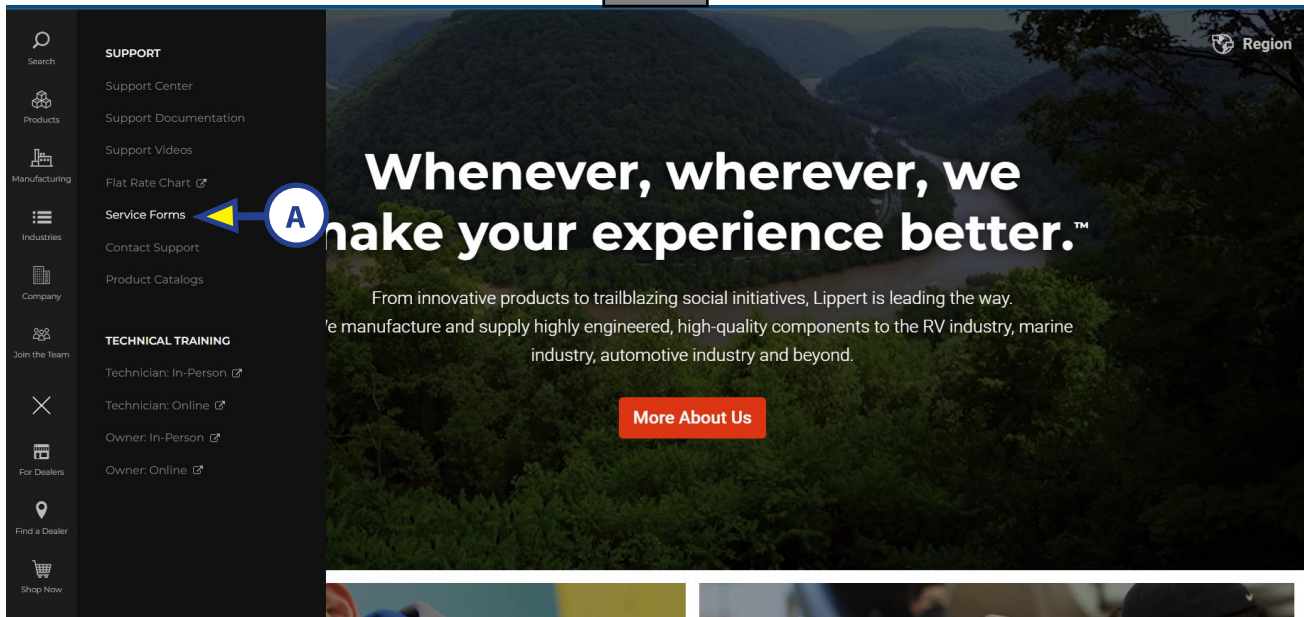 Search
Products
Manufacturing
Industries
Company
Join the Team
For Dealers
Find a Dealer
Shop Now
SUPPORT
Support Center
Support Documentation
Support Videos
Flat Rate Chart
Service Forms
A
Contact Support
Product Catalogs
TECHNICAL TRAINING
Technician: In-Person
Technician: Online
Owner: In-Person
Owner: Online
Region
Whenever, wherever, we
make your experience better.™
From innovative products to trailblazing social initiatives, Lippert is leading the way.
e manufacture and supply highly engineered, high-quality components to the RV industry, marine
industry, automotive industry and beyond.
More About Us